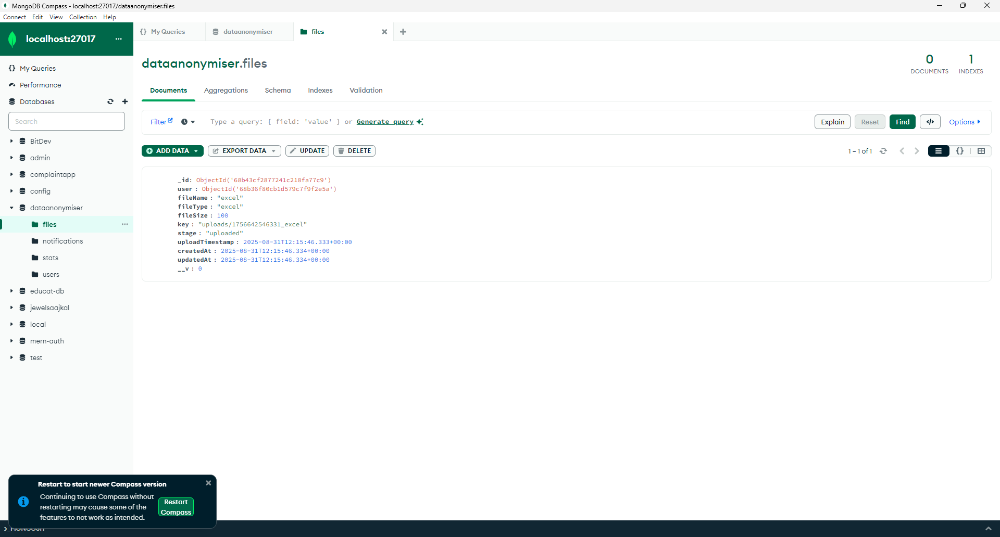 MongoDB Compass - localhost:27017/dataanonymiser.files
Connect Edit View Collection Help
localhost:27017 ...
{} My Queries
dataanonymiser
files
My Queries
Performance
Databases
Search
BitDev
admin
complaintapp
config
dataanonymiser
files ...
notifications
stats
users
educat-db
jewelsaajkal
local
mern-auth
test
dataanonymiser.files
0
DOCUMENTS
1
INDEXES
Documents Aggregations Schema Indexes Validation
Filter Type a query: { field: 'value' } or Generate query Explain Reset Find </> Options
ADD DATA EXPORT DATA UPDATE DELETE 1 – 1 of 1 {}
_id: ObjectId('68b43cf2877241c218fa77c9')
user : ObjectId('68b36f80cb1d579c7f9f2e5a')
fileName : "excel"
fileType : "excel"
fileSize : 100
key : "uploads/1756642546331_excel"
stage : "uploaded"
uploadTimestamp : 2025-08-31T12:15:46.333+00:00
createdAt : 2025-08-31T12:15:46.334+00:00
updatedAt : 2025-08-31T12:15:46.334+00:00
__v : 0
Restart to start newer Compass version
Continuing to use Compass without
restarting may cause some of the
features to not work as intended.
Restart
Compass
>_MONGOSH